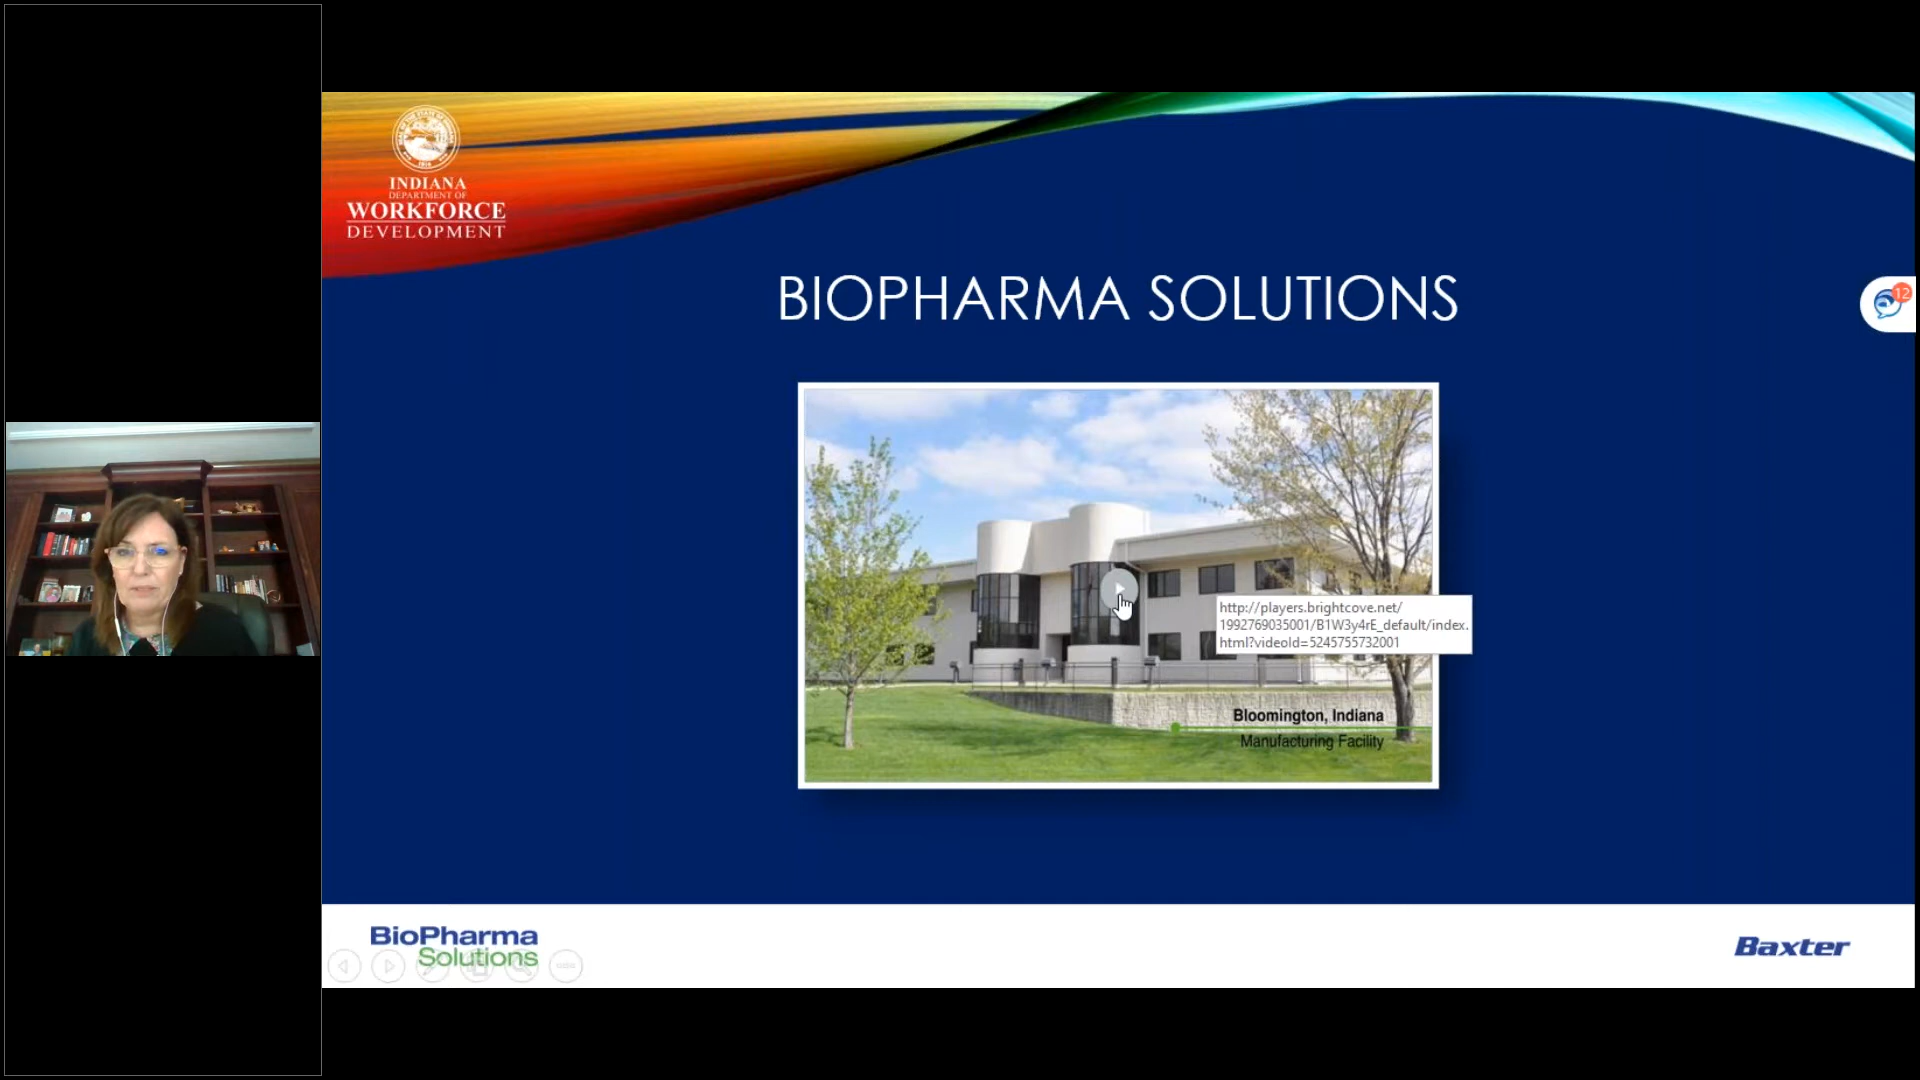 INDIANA
DEPARTMENT OF
WORKFORCE
DEVELOPMENT
BIOPHARMA SOLUTIONS
12
http://players.brightcove.net/
1992769035001/B1W3y4rE_default/index.
html?videoId=5245755732001
Bloomington, Indiana
Manufacturing Facility
BioPharma
Solutions
Baxter